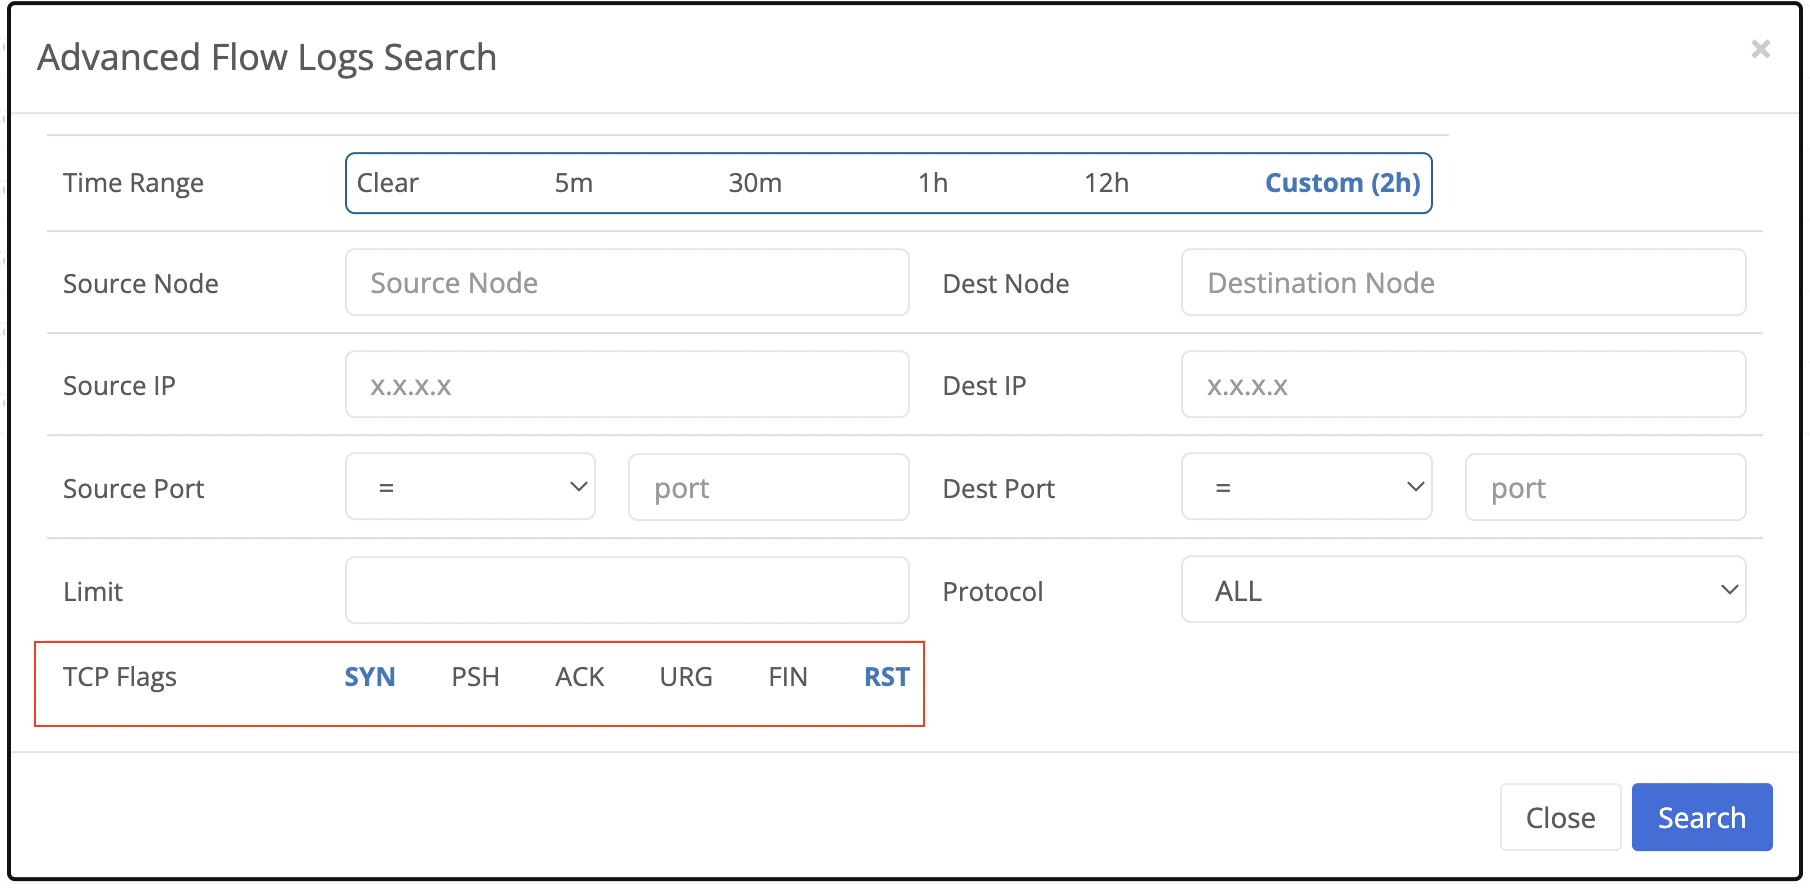 Advanced Flow Logs Search ×
Time Range Clear 5m 30m 1h 12h Custom (2h)
Source Node Source Node Dest Node Destination Node
Source IP x.x.x.x Dest IP x.x.x.x
Source Port = port Dest Port = port
Limit Protocol ALL
TCP Flags SYN PSH ACK URG FIN RST
Close Search